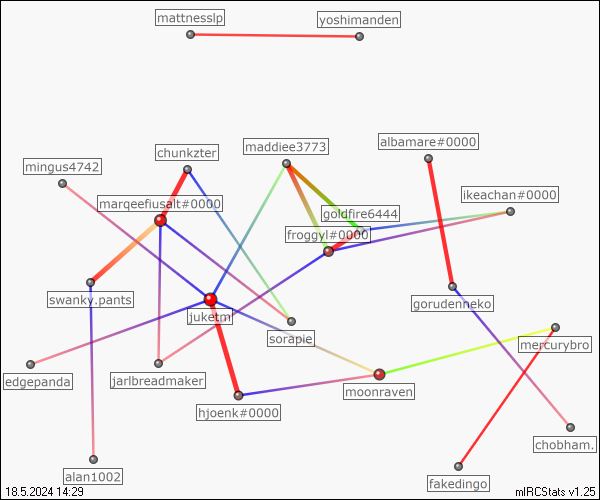 mattnesslp
yoshimanden
chunkzter
maddiee3773
albamare#0000
mingus4742
ikeachan#0000
marqeefiusalt#0000
goldfire6444
froggyl#0000
swanky.pants
gorudenneko
juketm
sorapie
mercurybro
edgepanda
jarlbreadmaker
moonraven
hjoenk#0000
chobham.
alan1002
fakedingo
18.5.2024 14:29
mIRCStats v1.25